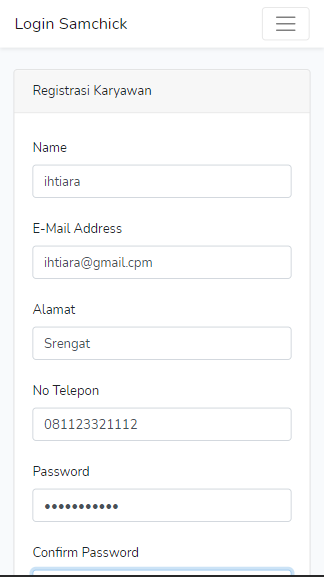 Login Samchick
Registrasi Karyawan
Name
ihtiara
E-Mail Address
ihtiara@gmail.cpm
Alamat
Srengat
No Telepon
081123321112
Password
•••••••••••
Confirm Password